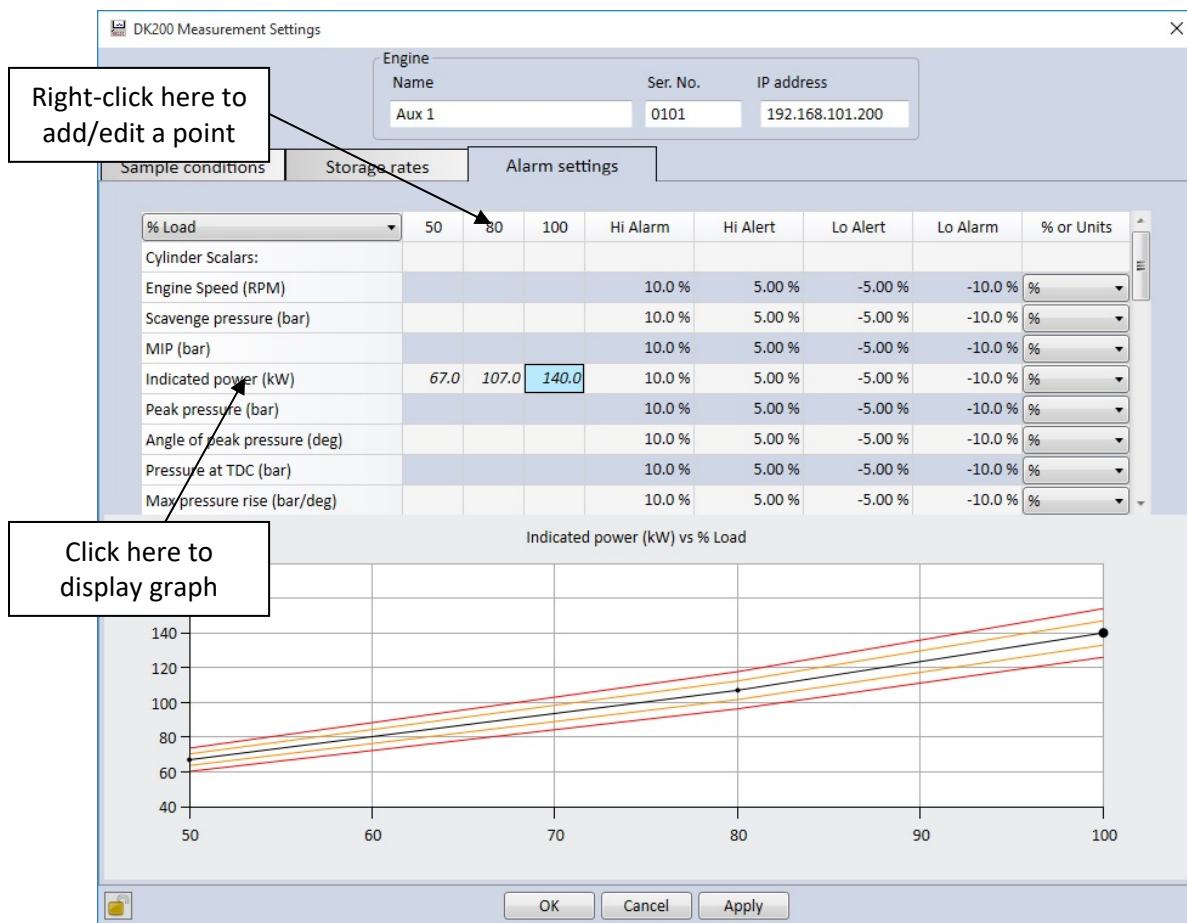 DK200 Measurement Settings
Engine
Name Ser. No. IP address
Aux 1 0101 192.168.101.200
Right-click here to
add/edit a point
Sample conditions Storage rates Alarm settings
% Load 50 80 100 Hi Alarm Hi Alert Lo Alert Lo Alarm % or Units
Cylinder Scalars:
Engine Speed (RPM) 10.0 % 5.00 % -5.00 % -10.0 % %
Scavenge pressure (bar) 10.0 % 5.00 % -5.00 % -10.0 % %
MIP (bar) 10.0 % 5.00 % -5.00 % -10.0 % %
Indicated power (kW) 67.0 107.0 140.0 10.0 % 5.00 % -5.00 % -10.0 % %
Peak pressure (bar) 10.0 % 5.00 % -5.00 % -10.0 % %
Angle of peak pressure (deg) 10.0 % 5.00 % -5.00 % -10.0 % %
Pressure at TDC (bar) 10.0 % 5.00 % -5.00 % -10.0 % %
Max pressure rise (bar/deg) 10.0 % 5.00 % -5.00 % -10.0 % %
Click here to
display graph
Indicated power (kW) vs % Load
140
120
100
80
60
40
50 60 70 80 90 100
OK Cancel Apply